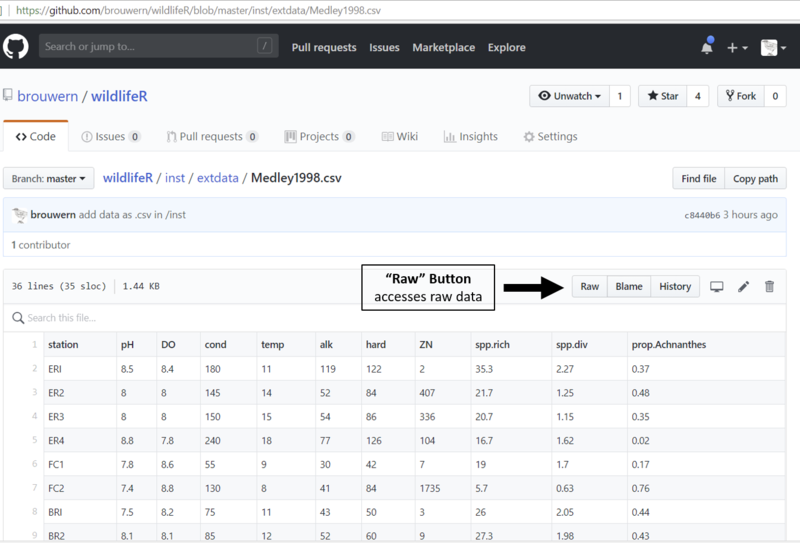 https://github.com/brouwern/wildlifeR/blob/master/inst/extdata/Medley1998.csv
Search or jump to... / Pull requests Issues Marketplace Explore
brouwern / wildlifeR Unwatch 1 Star 4 Fork 0
Code Issues 0 Pull requests 0 Projects 0 Wiki Insights Settings
Branch: master wildlifeR / inst / extdata / Medley1998.csv Find file Copy path
brouwern add data as .csv in /inst c8440b6 3 hours ago
1 contributor
“Raw” Button
accesses raw data
36 lines (35 sloc) 1.44 KB Raw Blame History
Search this file...
1 station pH DO cond temp alk hard ZN spp.rich spp.div prop.Achnanthes
2 ERI 8.5 8.4 180 11 119 122 2 35.3 2.27 0.37
3 ER2 8 8 145 14 52 84 407 21.7 1.25 0.48
4 ER3 8 8 150 15 54 86 336 20.7 1.15 0.35
5 ER4 8.8 7.8 240 18 77 126 104 16.7 1.62 0.02
6 FC1 7.8 8.6 55 9 30 42 7 19 1.7 0.17
7 FC2 7.4 8.8 130 8 41 84 1735 5.7 0.63 0.76
8 BRI 7.5 8.2 75 11 43 50 3 26 2.05 0.44
9 BR2 8.1 8.1 85 12 52 60 9 27.3 1.98 0.43